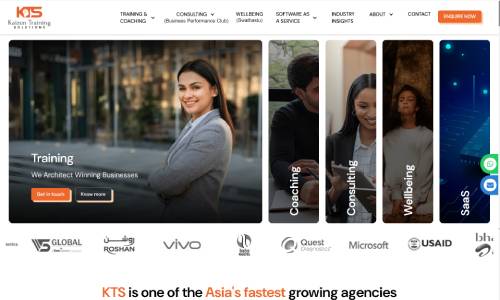 KTS
Kaizen Training
SOLUTIONS
TRAINING &
COACHING
CONSULTING
(Business Performance Club)
WELLBEING
(Swasthata)
SOFTWARE AS
A SERVICE
INDUSTRY
INSIGHTS
ABOUT
CONTACT
ENQUIRE NOW
Training
We Architect Winning Businesses
Get in touch
Know more
Coaching
Consulting
Wellbeing
SaaS
VS GLOBAL
ROSHAN
vivo
Quest
Diagnostics
Microsoft
USAID
KTS is one of the Asia's fastest growing agencies